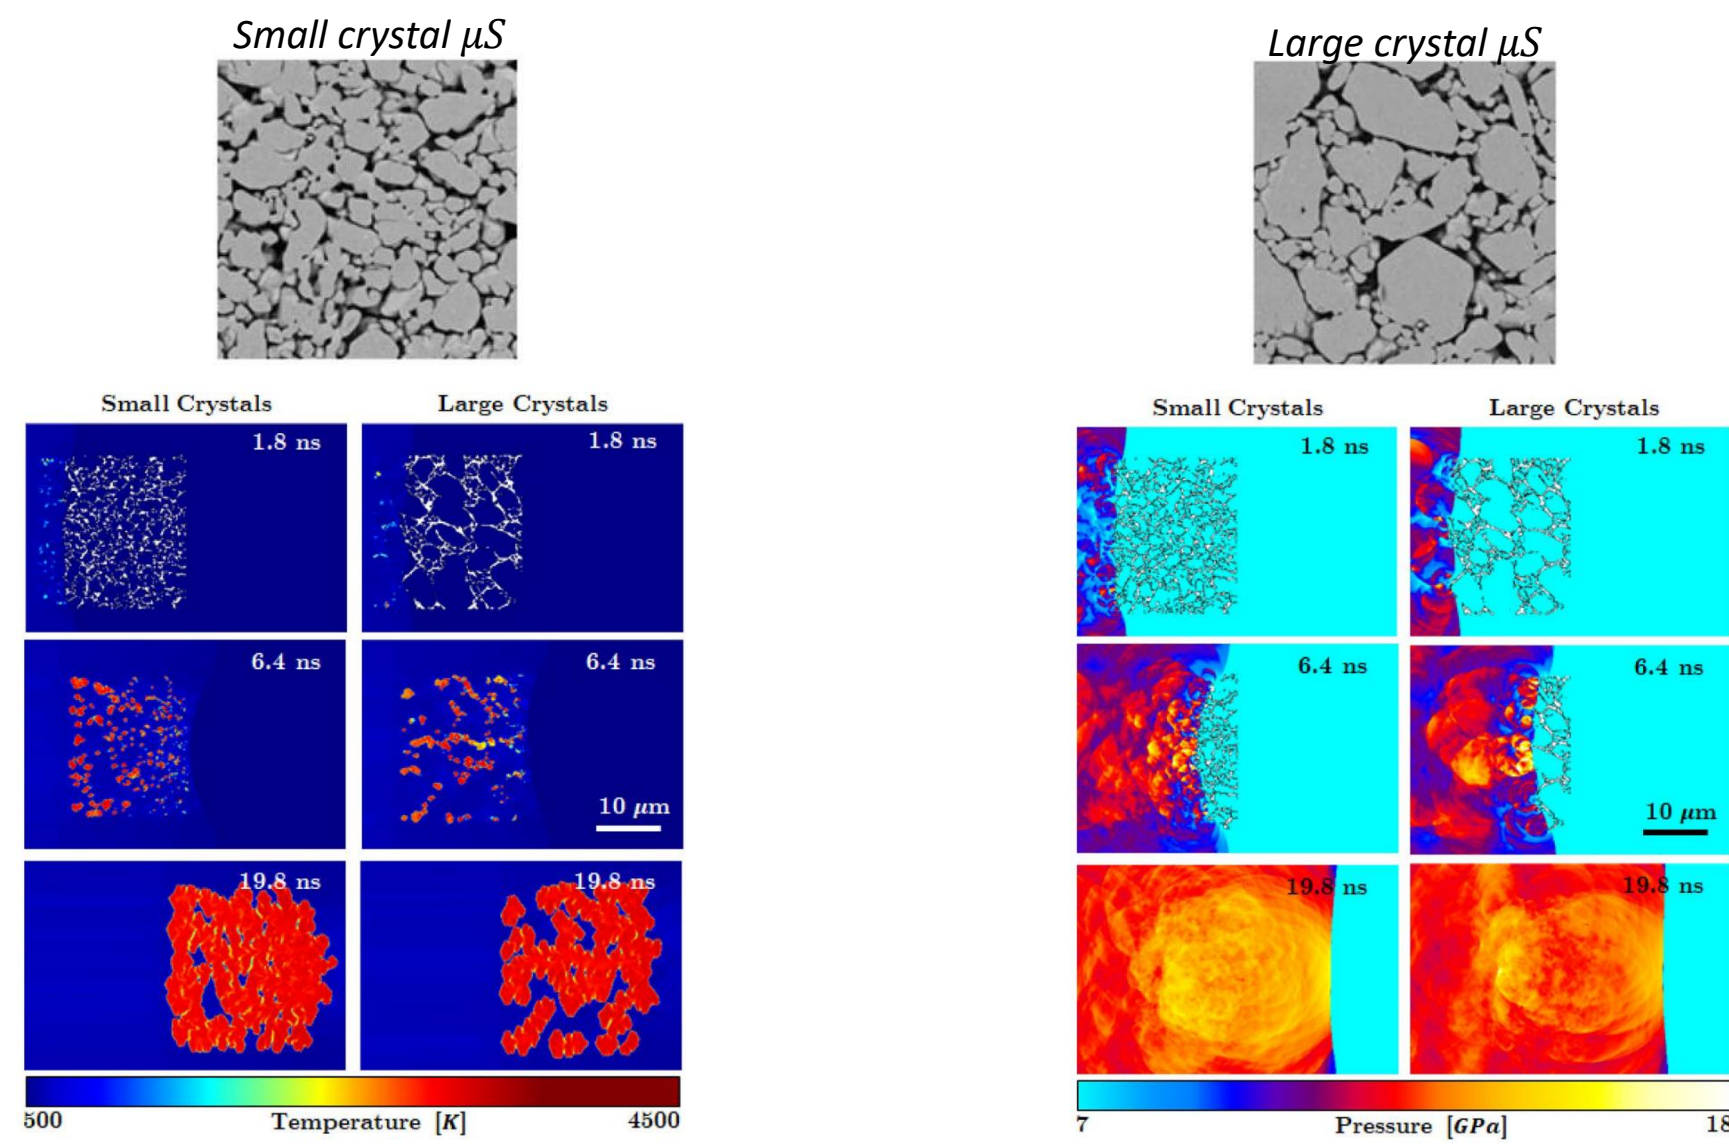 Small crystal μS
Large crystal μS
Small Crystals
Large Crystals
1.8 ns
1.8 ns
6.4 ns
6.4 ns
10 μm
19.8 ns
19.8 ns
500
Temperature [K]
4500
Small Crystals
Large Crystals
1.8 ns
1.8 ns
6.4 ns
6.4 ns
10 μm
19.8 ns
19.8 ns
7
Pressure [GPa]
18